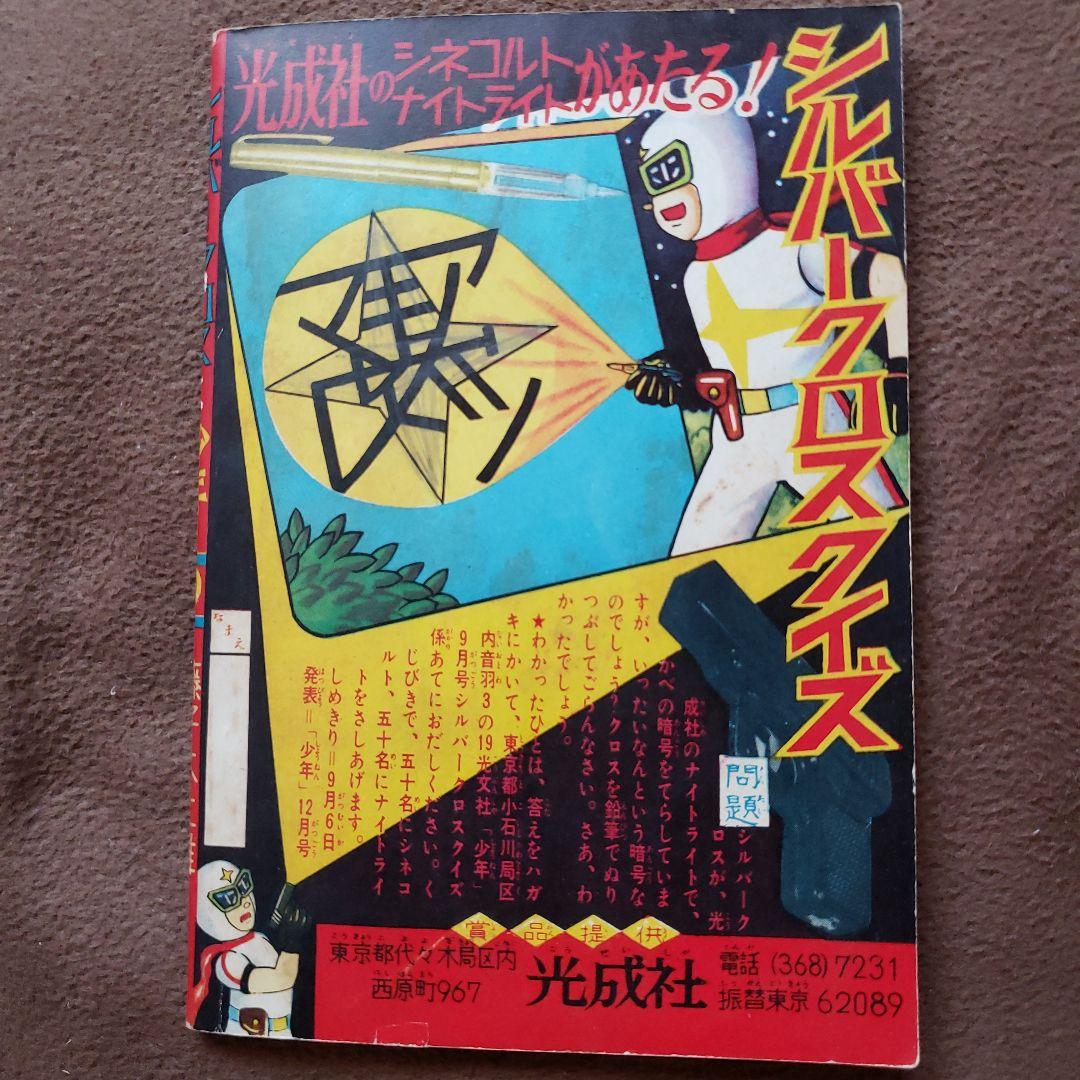 光成社のシネコルトナイトライトがあたる！
シルバークロスクイズ
問題
シルバークロスが、光
成社のナイトライトで、
かべの暗号をてらしていま
すが、いったいなんという暗号な
のでしょう？クロスを鉛筆でぬり
つぶしてごらんなさい。さあ、わ
かったでしょう。
★わかったひとは、答えをハガ
キにかいて、東京都小石川局区
内音羽3の19光文社「少年」
9月号シルバークロスクイズ
係あてにおだしください。く
じびきで、五十名にシネコ
ルト、五十名にナイトライ
トをさしあげます。
しめきり＝9月6日
発表＝「少年」12月号
なまえ
賞品提供
東京都代々木局区内
西原町967
光成社
電話 (368) 7231
振替東京 62089